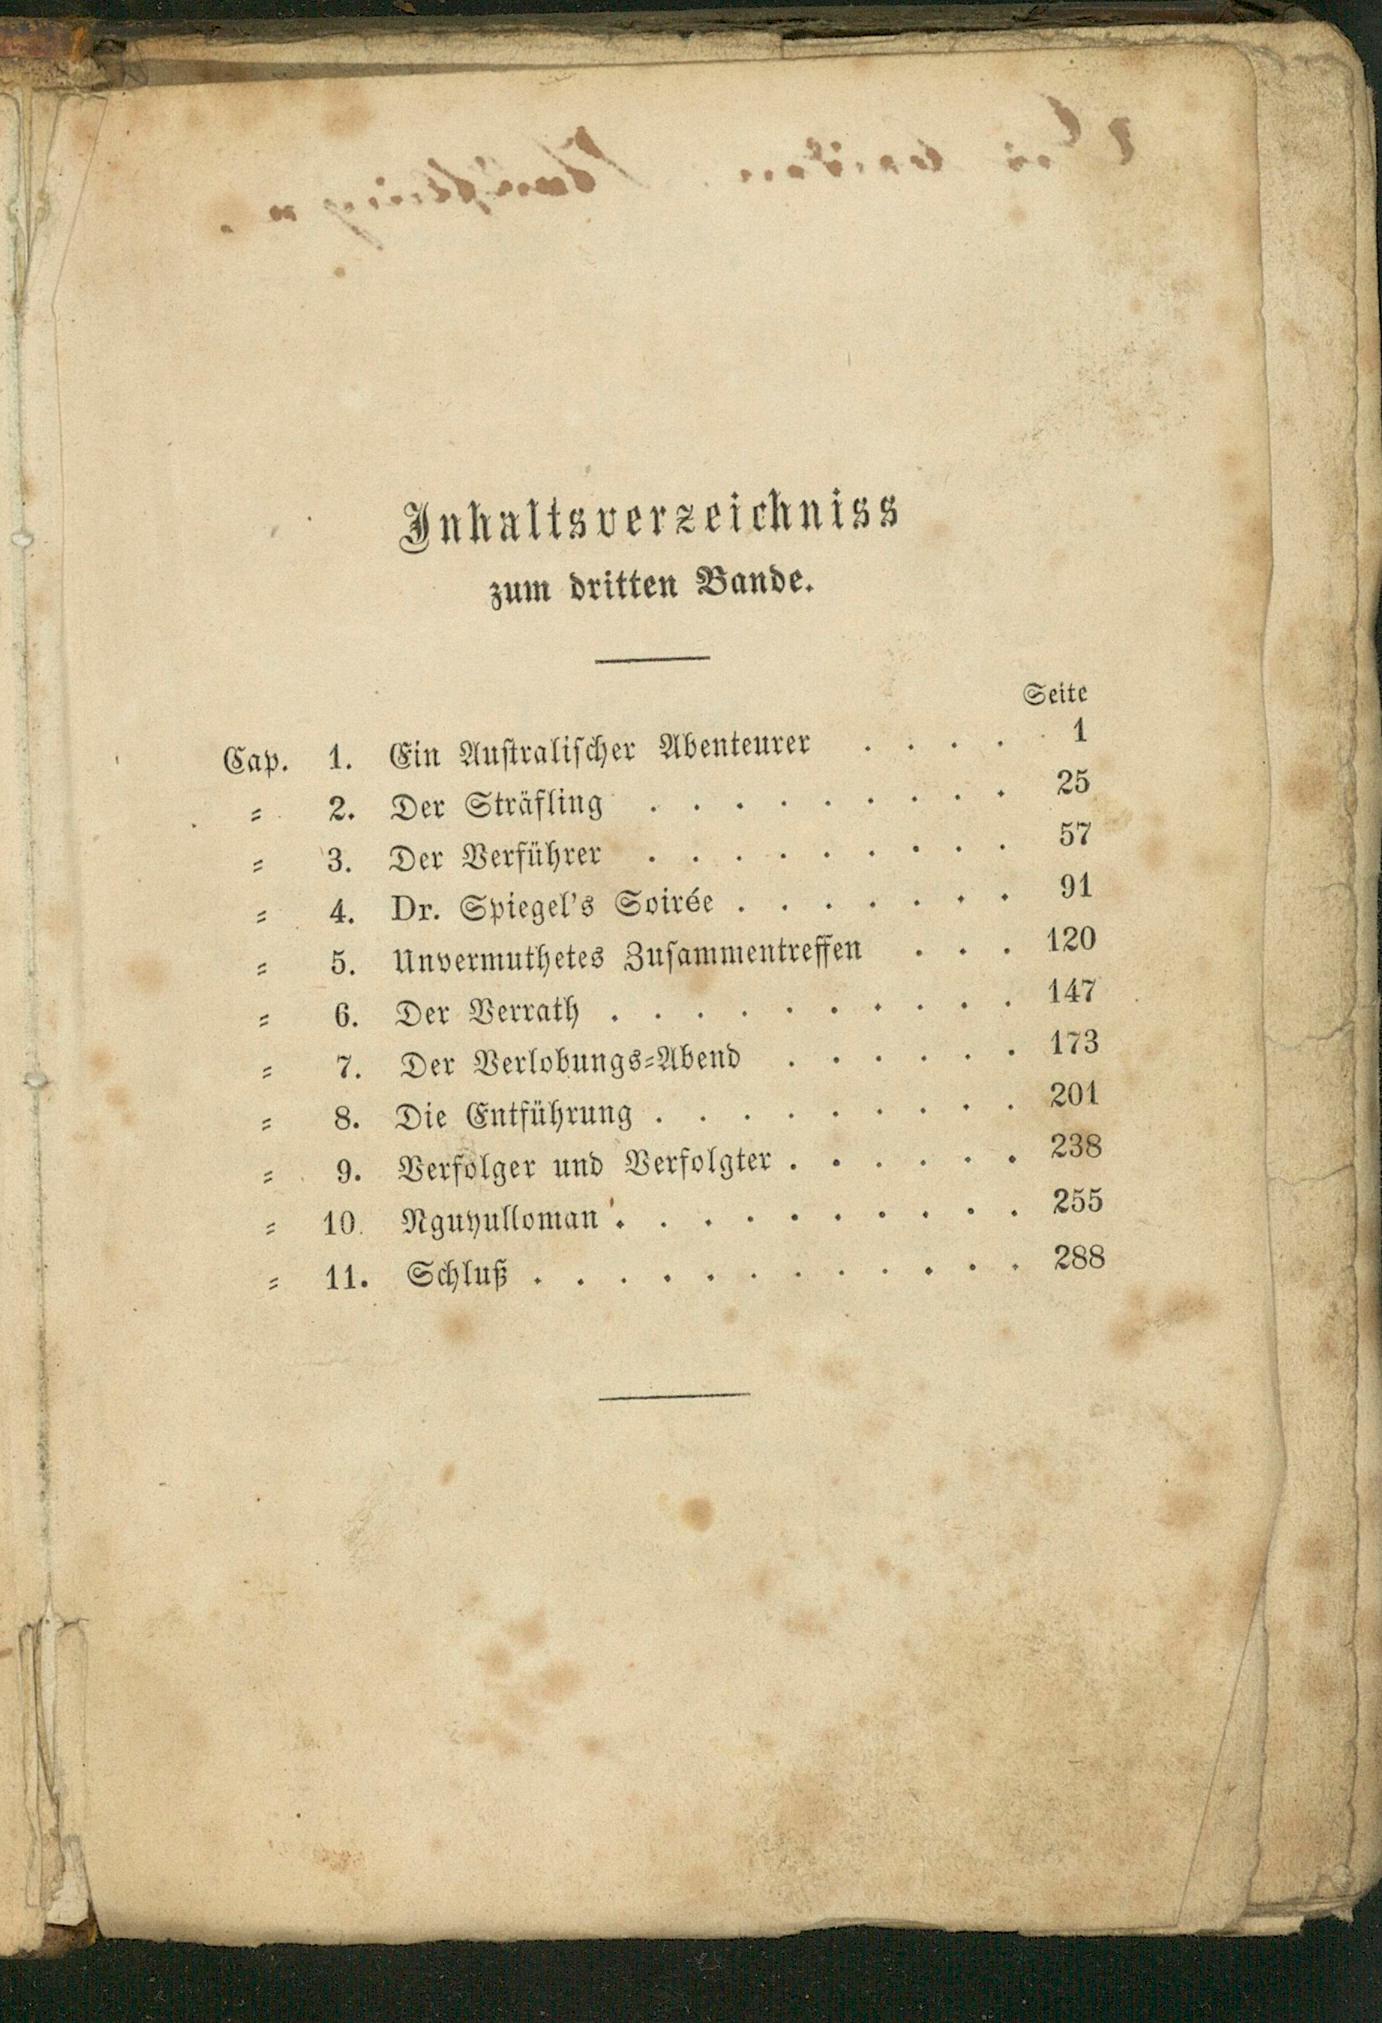 Inhaltsverzeichniss
zum dritten Bande.
Seite
Cap. 1. Ein Australischer Abenteurer . . . . . 1
= 2. Der Sträfling . . . . . . . . . 25
= 3. Der Verführer . . . . . . . . . 57
= 4. Dr. Spiegel's Soirée . . . . . . . 91
= 5. Unvermuthetes Zusammentreffen . . . 120
= 6. Der Verrath . . . . . . . . . . 147
= 7. Der Verlobungs=Abend . . . . . . 173
= 8. Die Entführung . . . . . . . . . 201
= 9. Verfolger und Verfolgter . . . . . . 238
= 10. Nguyulloman . . . . . . . . . . 255
= 11. Schluß . . . . . . . . . . . . 288